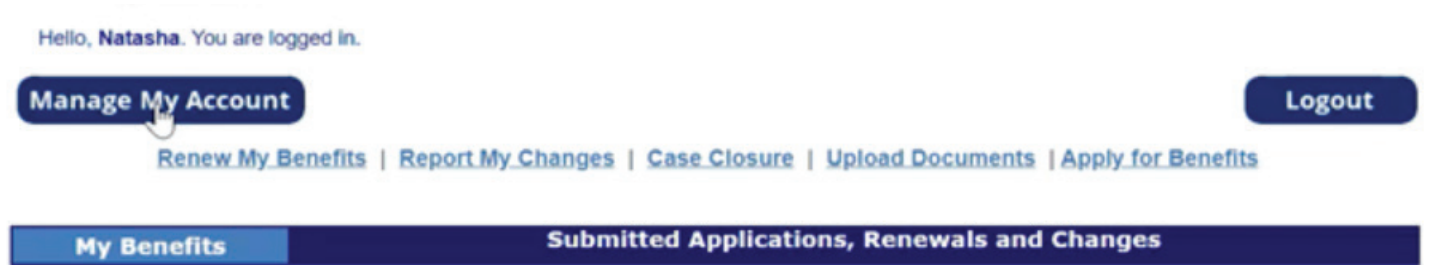 Hello, Natasha. You are logged in.
Manage My Account
Logout
Renew My Benefits | Report My Changes | Case Closure | Upload Documents | Apply for Benefits
My Benefits
Submitted Applications, Renewals and Changes